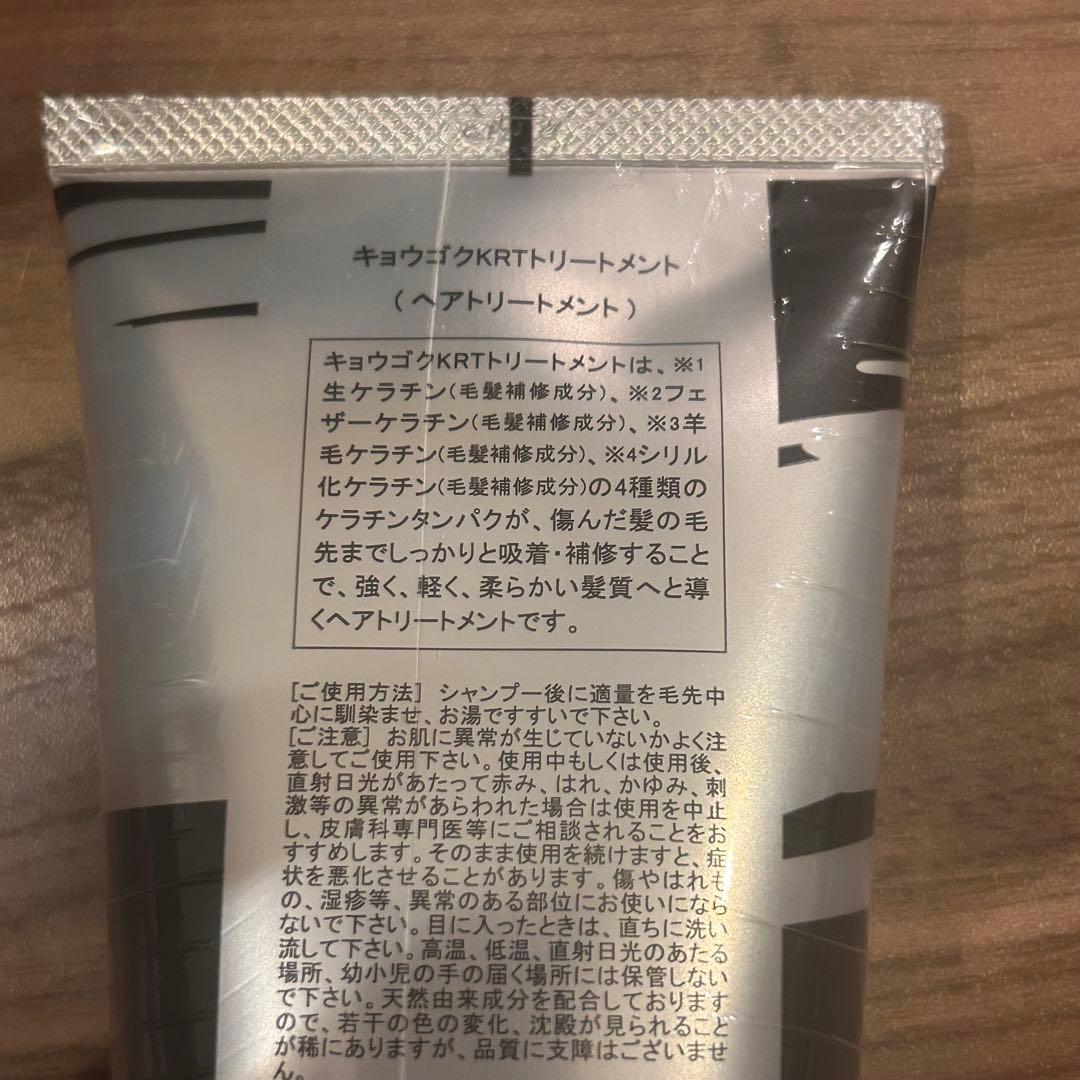 キョウゴクKRTトリートメント
(ヘアトリートメント)
キョウゴクKRTトリートメントは、※1
生ケラチン(毛髪補修成分)、※2フェ
ザーケラチン(毛髪補修成分)、※3羊
毛ケラチン(毛髪補修成分)、※4シリル
化ケラチン(毛髪補修成分)の4種類の
ケラチンタンパクが、傷んだ髪の毛
先までしっかりと吸着・補修すること
で、強く、軽く、柔らかい髪質へと導
くヘアトリートメントです。
[ご使用方法] シャンプー後に適量を毛先中
心に馴染ませ、お湯ですすいで下さい。
[ご注意] お肌に異常が生じていないかよく注
意してご使用下さい。使用中もしくは使用後、
直射日光があたって赤み、はれ、かゆみ、刺
激等の異常があらわれた場合は使用を中止
し、皮膚科専門医等にご相談されることをお
すすめします。そのまま使用を続けますと、症
状を悪化させることがあります。傷やはれも
の、湿疹等、異常のある部位にお使いになら
ないで下さい。目に入ったときは、直ちに洗い
流して下さい。高温、低温、直射日光のあたる
場所、幼小児の手の届く場所には保管しない
で下さい。天然由来成分を配合しております
ので、若干の色の変化、沈殿が見られること
が稀にありますが、品質に支障はございませ
ん。